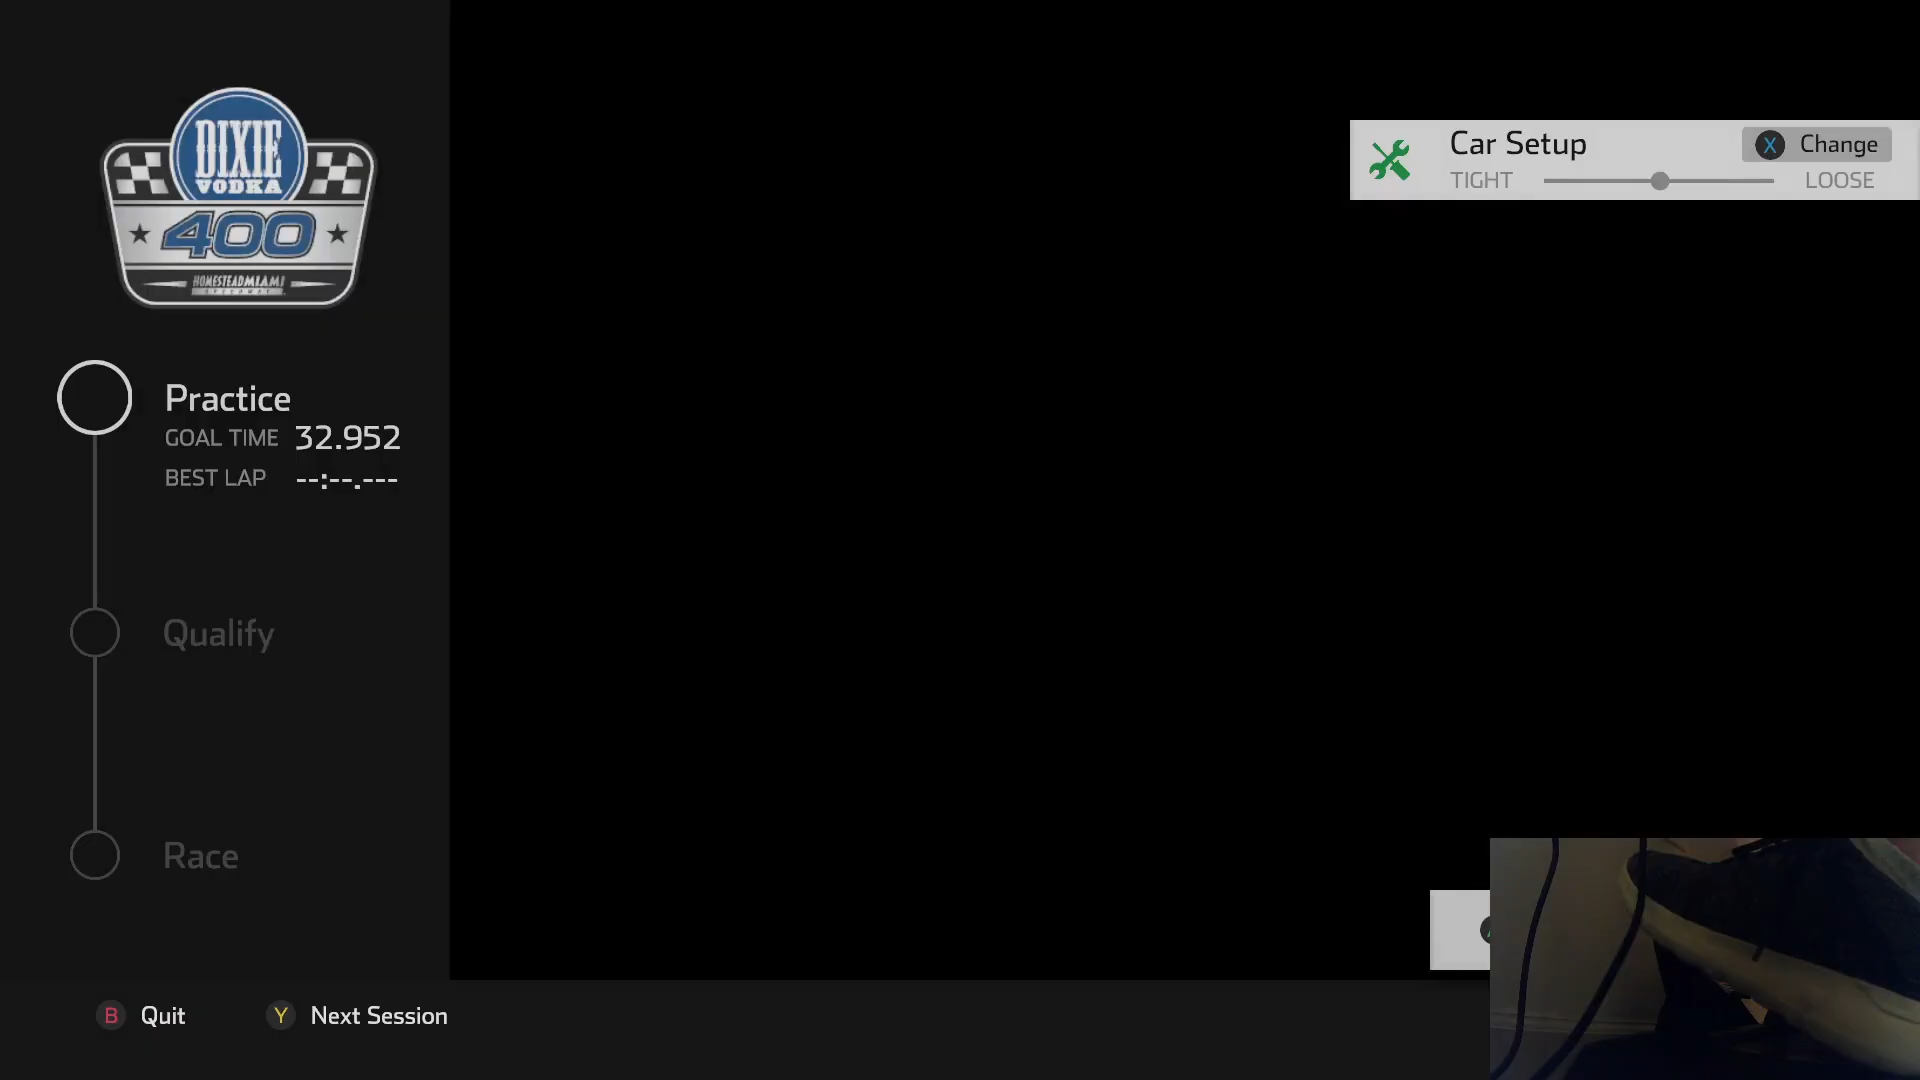 DIXIE
VODKA
400
HOMESTEADMIAMI
SPEEDWAY
Practice
GOAL TIME 32.952
BEST LAP --:--.---
Qualify
Race
B Quit
Y Next Session
Car Setup
X Change
TIGHT LOOSE